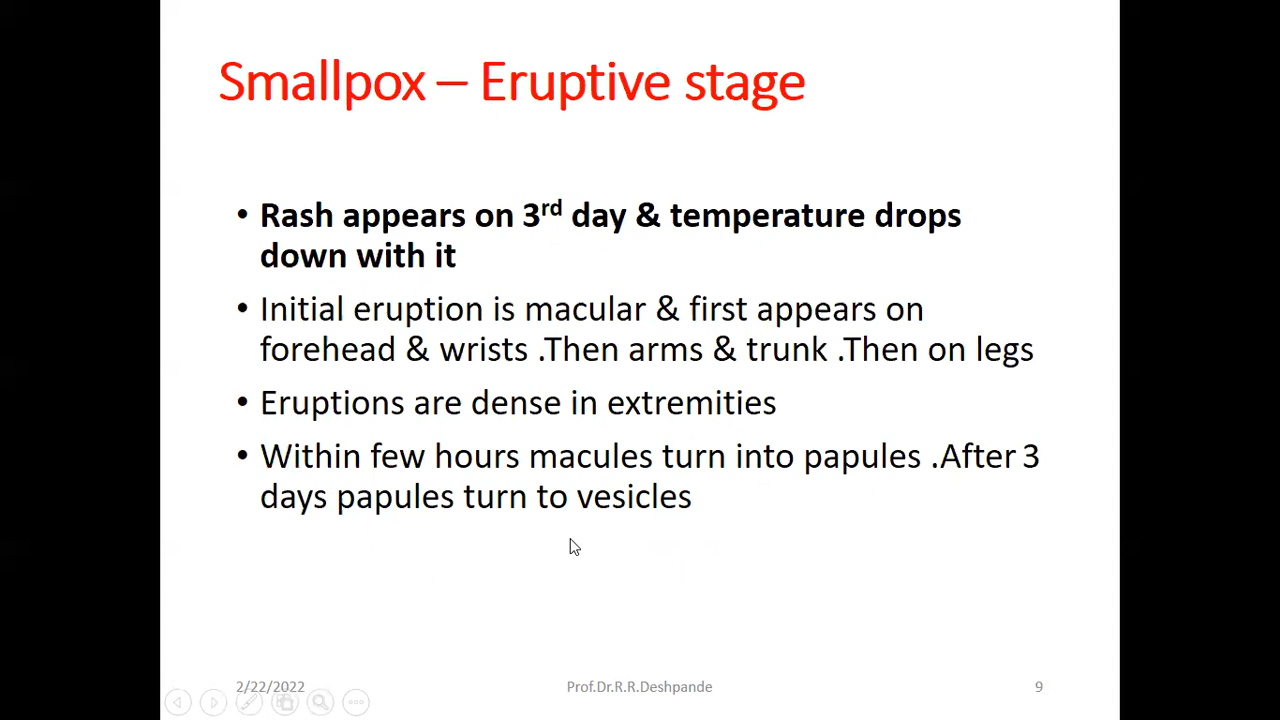 Smallpox – Eruptive stage
• Rash appears on 3rd day & temperature drops
down with it
• Initial eruption is macular & first appears on
forehead & wrists .Then arms & trunk .Then on legs
• Eruptions are dense in extremities
• Within few hours macules turn into papules .After 3
days papules turn to vesicles
2/22/2022
Prof.Dr.R.R.Deshpande
9